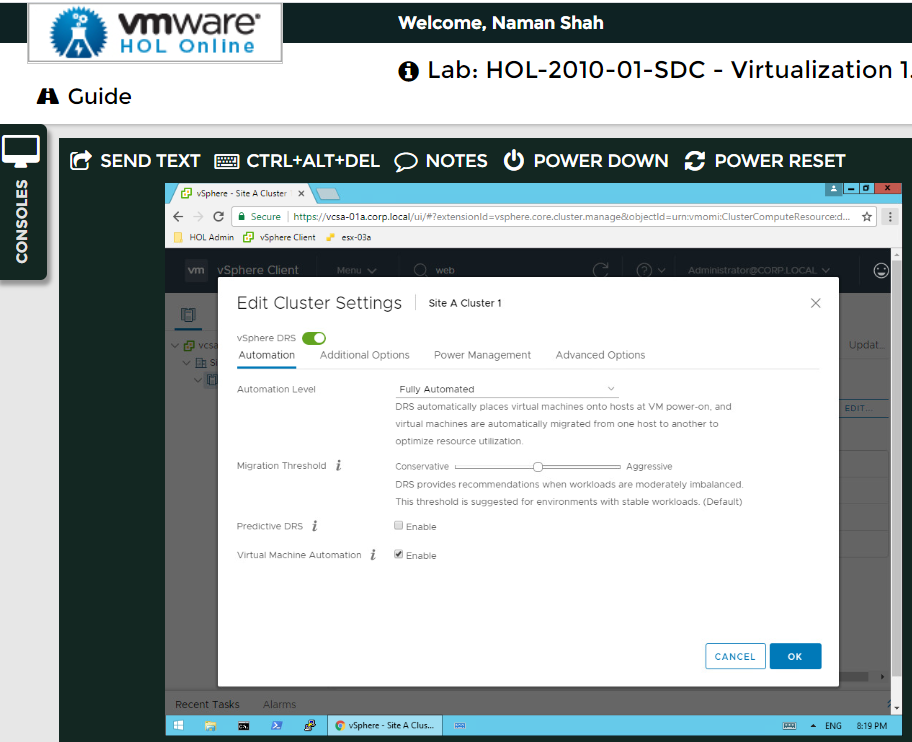 vmware®
HOL Online
Welcome, Naman Shah
Lab: HOL-2010-01-SDC - Virtualization 1.
Guide
CONSOLES
SEND TEXT CTRL+ALT+DEL NOTES POWER DOWN POWER RESET
vSphere - Site A Cluster
Secure https://vcsa-01a.corp.local/ui/#?extensionId=vsphere.core.cluster.manage&objectId=urn:vmomi:ClusterComputeResource:d...
HOL Admin vSphere Client esx-03a
vm vSphere Client Menu web Administrator@CORP.LOCAL
Edit Cluster Settings Site A Cluster 1
vSphere DRS
vcsa
Updat...
Si
Automation Additional Options Power Management Advanced Options
Automation Level Fully Automated
EDIT...
DRS automatically places virtual machines onto hosts at VM power-on, and
virtual machines are automatically migrated from one host to another to
optimize resource utilization.
Migration Threshold i Conservative Aggressive
DRS provides recommendations when workloads are moderately imbalanced.
This threshold is suggested for environments with stable workloads. (Default)
Predictive DRS i Enable
Virtual Machine Automation i Enable
CANCEL OK
Recent Tasks Alarms
vSphere - Site A Clus... ENG 8:19 PM